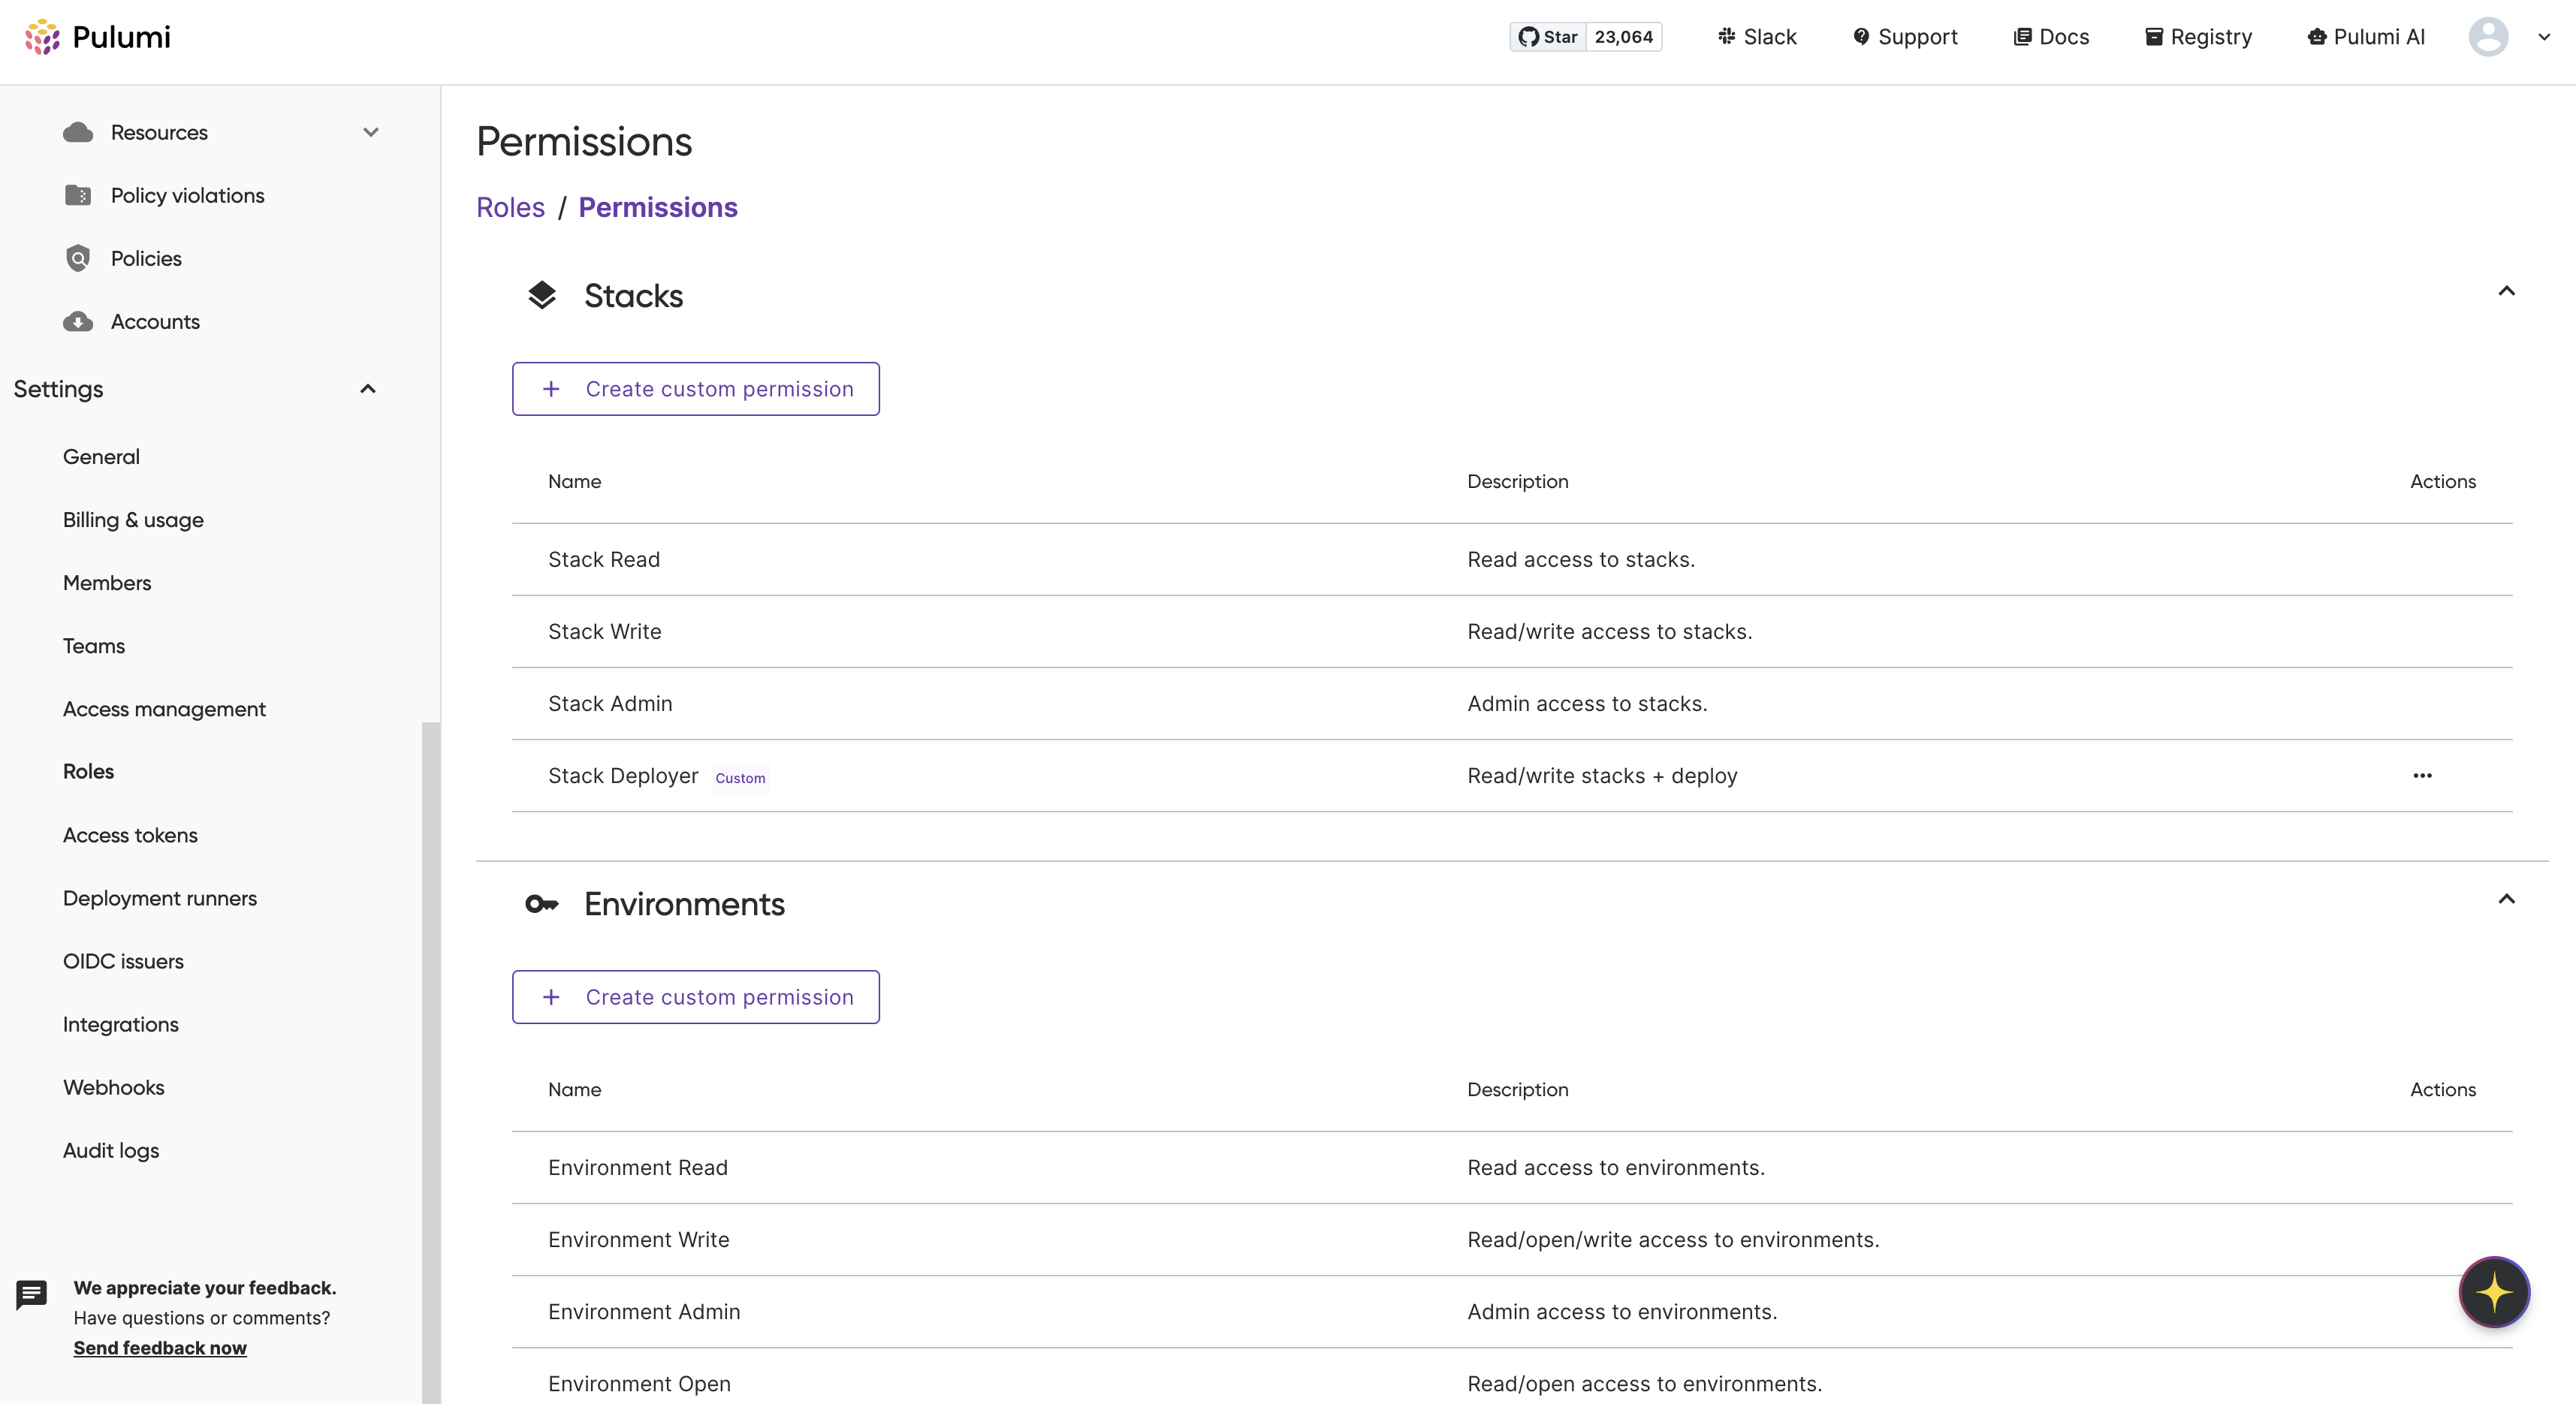 Pulumi
Star 23,064
Slack
Support
Docs
Registry
Pulumi AI
Resources
Policy violations
Policies
Accounts
Settings
General
Billing & usage
Members
Teams
Access management
Roles
Access tokens
Deployment runners
OIDC issuers
Integrations
Webhooks
Audit logs
We appreciate your feedback.
Have questions or comments?
Send feedback now
Permissions
Roles / Permissions
Stacks
+ Create custom permission
Name Description Actions
Stack Read Read access to stacks.
Stack Write Read/write access to stacks.
Stack Admin Admin access to stacks.
Stack Deployer Custom Read/write stacks + deploy
Environments
+ Create custom permission
Name Description Actions
Environment Read Read access to environments.
Environment Write Read/open/write access to environments.
Environment Admin Admin access to environments.
Environment Open Read/open access to environments.